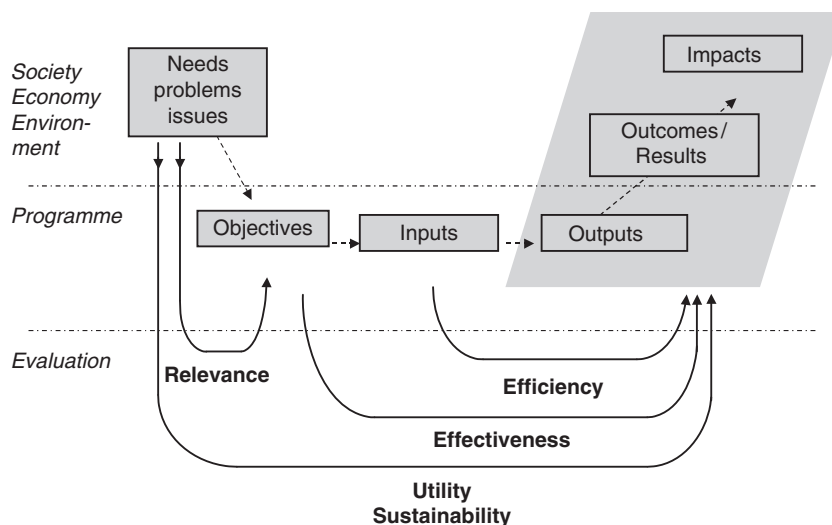 Society
Economy
Environ-
ment
Needs
problems
issues
Impacts
Outcomes/
Results
Programme
Objectives
Inputs
Outputs
Evaluation
Relevance
Efficiency
Effectiveness
Utility
Sustainability